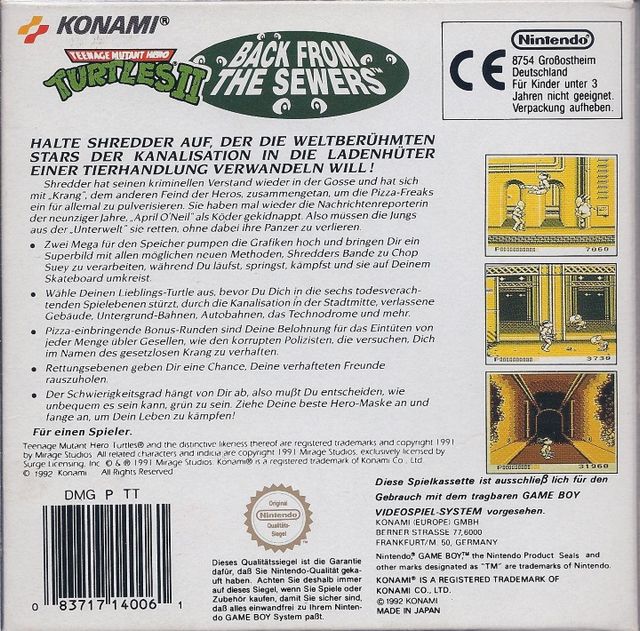 KONAMI®
TEENAGE MUTANT HERO
TURTLES II
BACK FROM
THE SEWERS™
Nintendo
CE
8754 Großostheim
Deutschland
Für Kinder unter 3
Jahren nicht geeignet.
Verpackung aufheben.
HALTE SHREDDER AUF, DER DIE WELTBERÜHMTEN
STARS DER KANALISATION IN DIE LADENHÜTER
EINER TIERHANDLUNG VERWANDELN WILL!
Shredder hat seinen kriminellen Verstand wieder in der Gosse und hat sich
mit „Krang", dem anderen Feind der Heros, zusammengetan, um die Pizza-Freaks
ein für allemal zu pulverisieren. Sie haben mal wieder die Nachtreporterin
der neunziger Jahre, „April O'Neil" als Köder gekidnappt. Also müssen die Jungs
aus der „Unterwelt" sie retten, ohne dabei ihre Panzer zu verlieren.
• Zwei Mega für den Speicher pumpen die Grafiken hoch und bringen Dir ein
Superbild mit allen möglichen neuen Methoden, Shredders Bande zu Chop
Suey zu verarbeiten, während Du läufst, springst, kämpfst und sie auf Deinem
Skateboard umkreist.
• Wähle Deinen Lieblings-Turtle aus, bevor Du Dich in die sechs todesverach-
tenden Spielebenen stürzt, durch die Kanalisation in der Stadtmitte, verlassene
Gebäude, Untergrund-Bahnen, Autobahnen, das Technodrome und mehr.
• Pizza-einbringende Bonus-Runden sind Deine Belohnung für das Eintüten von
jeder Menge übler Gesellen, wie den korrupten Polizisten, die versuchen, Dich
im Namen des gesetzlosen Krang zu verhaften.
• Rettungsebenen geben Dir eine Chance, Deine verhafteten Freunde
rauszuholen.
• Der Schwierigkeitsgrad hängt von Dir ab, also mußt Du entscheiden, wie
unbequem es sein kann, grün zu sein. Ziehe Deine beste Hero-Maske an und
fange an, um Dein Leben zu kämpfen!
Für einen Spieler.
Teenage Mutant Hero Turtles® and the distinctive likeness thereof are registered trademarks and copyright 1991
by Mirage Studios. All related characters and indicia are copyright 1991 Mirage Studios, exclusively licensed by
Surge Licensing, Inc © & ® 1991 Mirage Studios. Konami® is a registered trademark of Konami Co., Ltd.
© 1992 Konami All Rights Reserved
7060
3730
31960
DMG P TT
0 83717 14006 1
Original
Nintendo
Qualitäts-
Siegel
Dieses Qualitätssiegel ist die Garantie
dafür, daß Sie Nintendo-Qualität geka-
uft haben. Achten Sie deshalb immer
auf dieses Siegel, wenn Sie Spiele oder
Zubehör kaufen, damit Sie sicher sind,
daß alles einwandfrei zu Ihrem Ninten-
do GAME BOY System paßt.
Diese Spielkassette ist ausschließ lich für den
Gebrauch mit dem tragbaren GAME BOY
VIDEOSPIEL-SYSTEM vorgesehen.
KONAMI (EUROPE) GMBH
BERNER STRASSE 77,6000
FRANKFURT/M 50, GERMANY
Nintendo,® GAME BOY,™ the Nintendo Product Seals and
other marks designated as "TM" are trademarks of Nintendo.
KONAMI® IS A REGISTERED TRADEMARK OF
KONAMI CO., LTD.
© 1992 KONAMI
MADE IN JAPAN